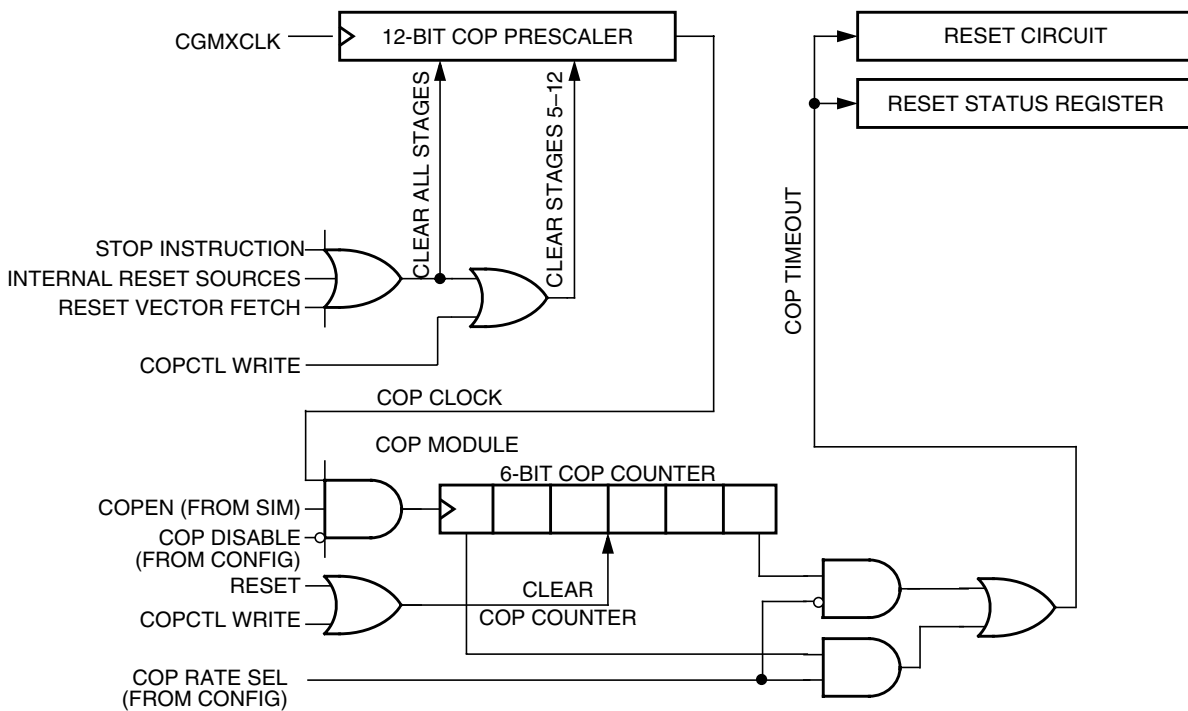 CGMXCLK
12-BIT COP PRESCALER
RESET CIRCUIT
RESET STATUS REGISTER
CLEAR ALL STAGES
CLEAR STAGES 5–12
COP TIMEOUT
STOP INSTRUCTION
INTERNAL RESET SOURCES
RESET VECTOR FETCH
COPCTL WRITE
COP CLOCK
COP MODULE
6-BIT COP COUNTER
COPEN (FROM SIM)
COP DISABLE
(FROM CONFIG)
RESET
COPCTL WRITE
CLEAR
COP COUNTER
COP RATE SEL
(FROM CONFIG)